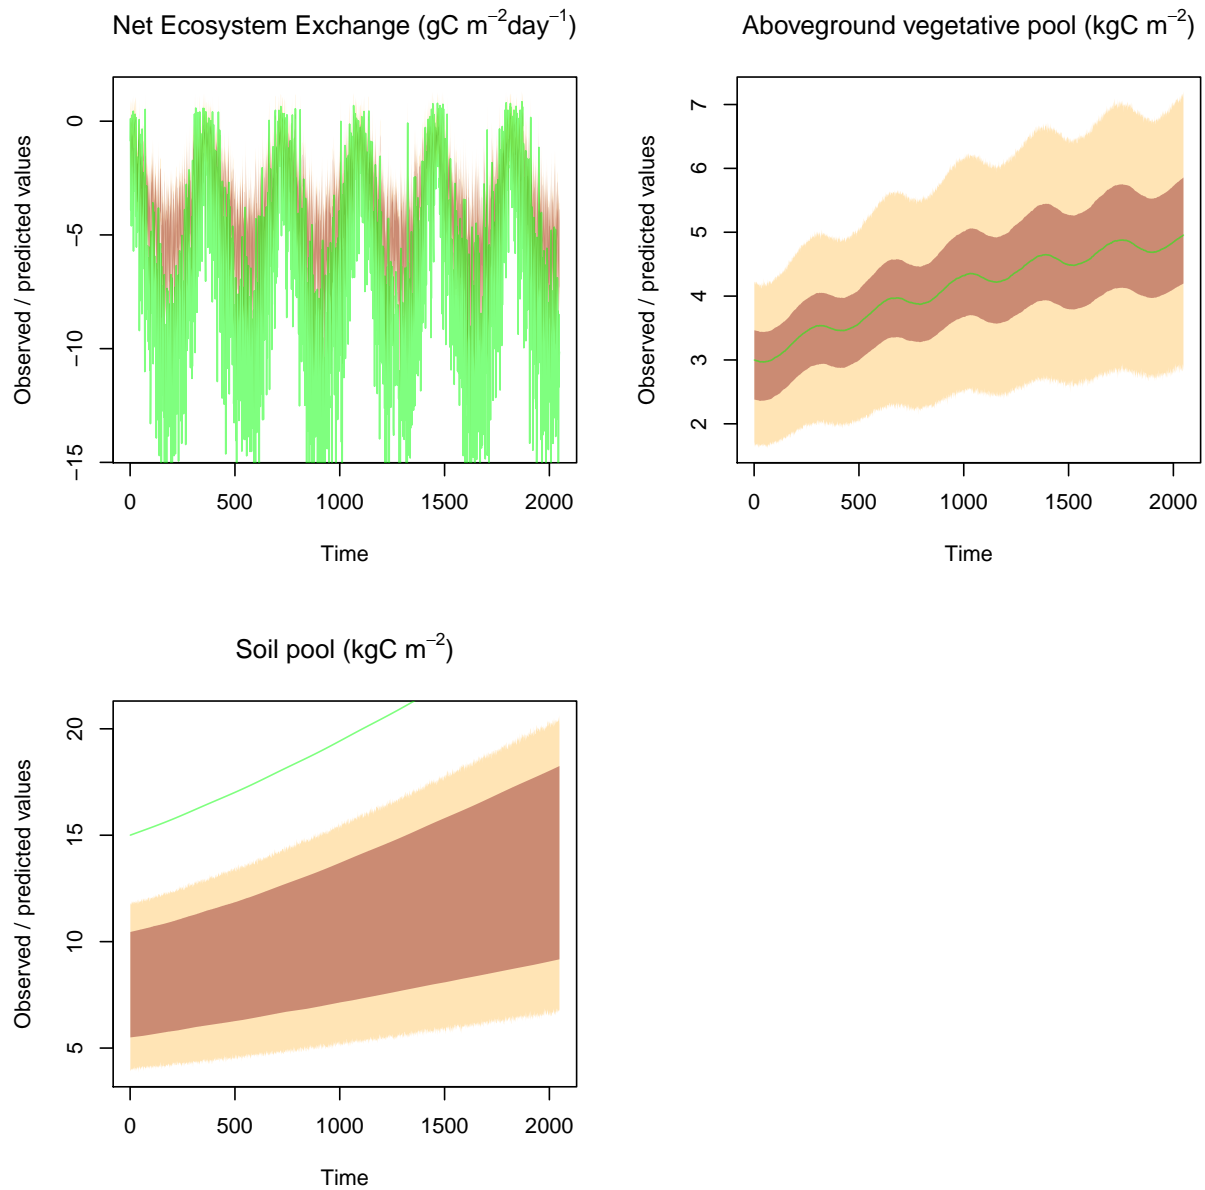 Net Ecosystem Exchange (gC m−2day−1)
Observed / predicted values
0
−5
−10
−15
0 500 1000 1500 2000
Time
Aboveground vegetative pool (kgC m−2)
Observed / predicted values
7
6
5
4
3
2
0 500 1000 1500 2000
Time
Soil pool (kgC m−2)
Observed / predicted values
20
15
10
5
0 500 1000 1500 2000
Time